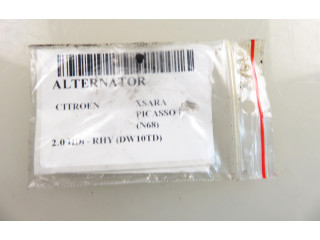 ALTERNATOR
CITROEN XSARA
PICASSO
(N68)
2.0 HDi - RHY (DW10TD)